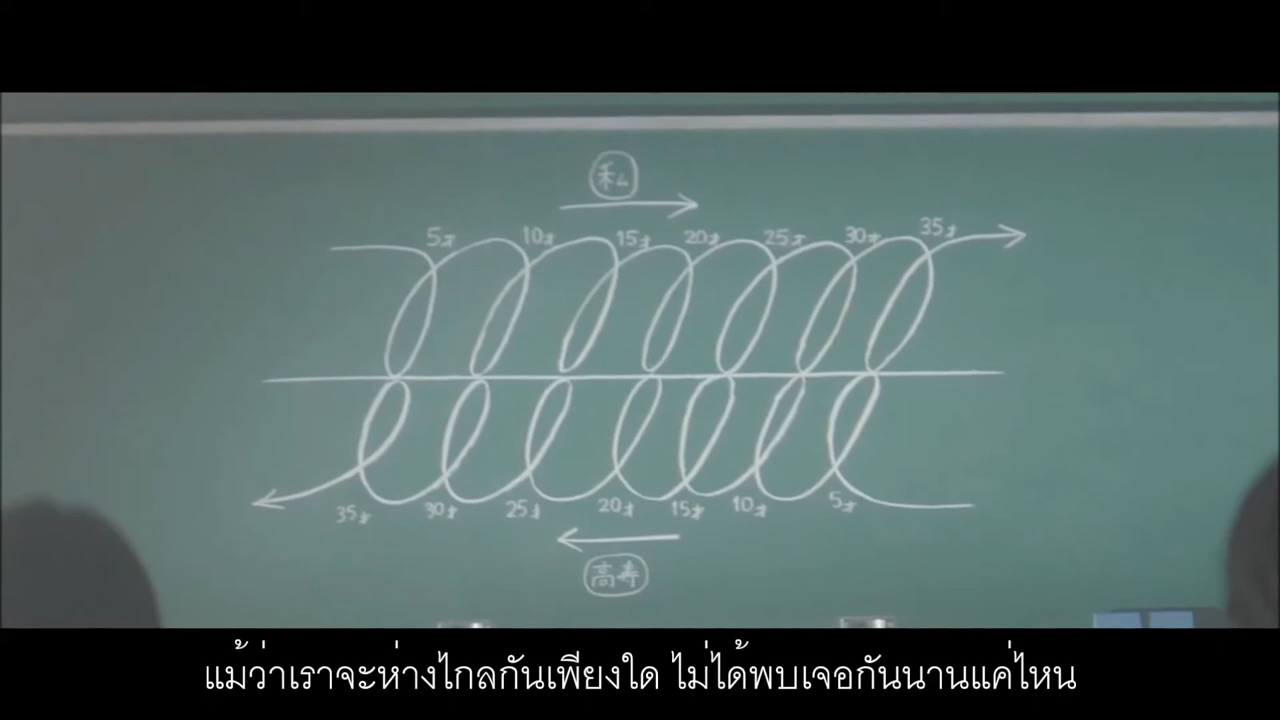 私
5才 10才 15才 20才 25才 30才 35才
35才 30才 25才 20才 15才 10才 5才
高寿
แม้ว่าเราจะห่างไกลกันเพียงใด ไม่ได้พบเจอกันนานแค่ไหน